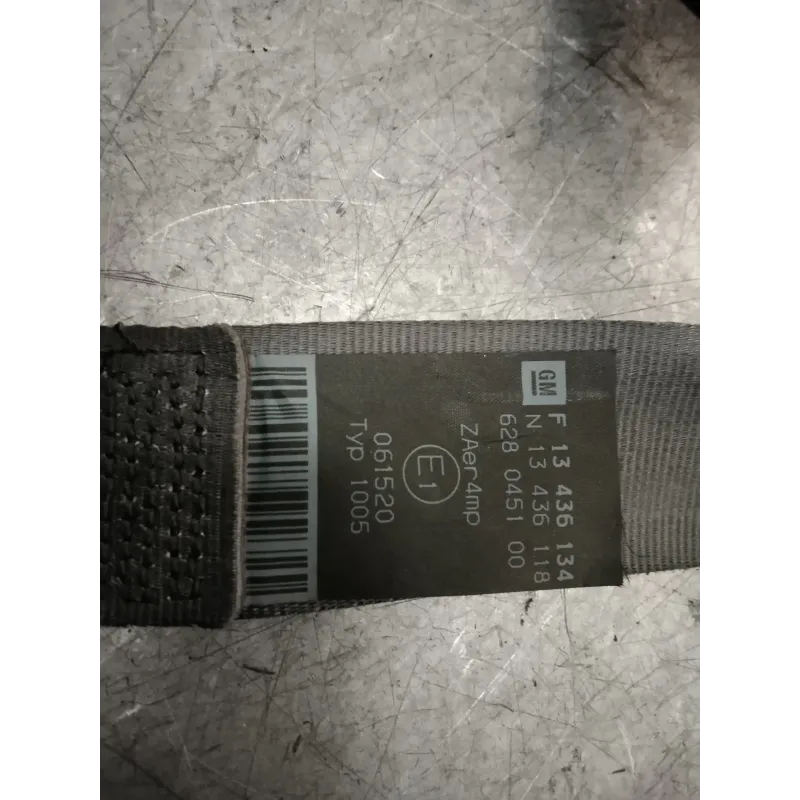 GM
F 13 436 134
N 13 436 118
628 0451 00
ZAer4mp
E1
061520
Typ 1005